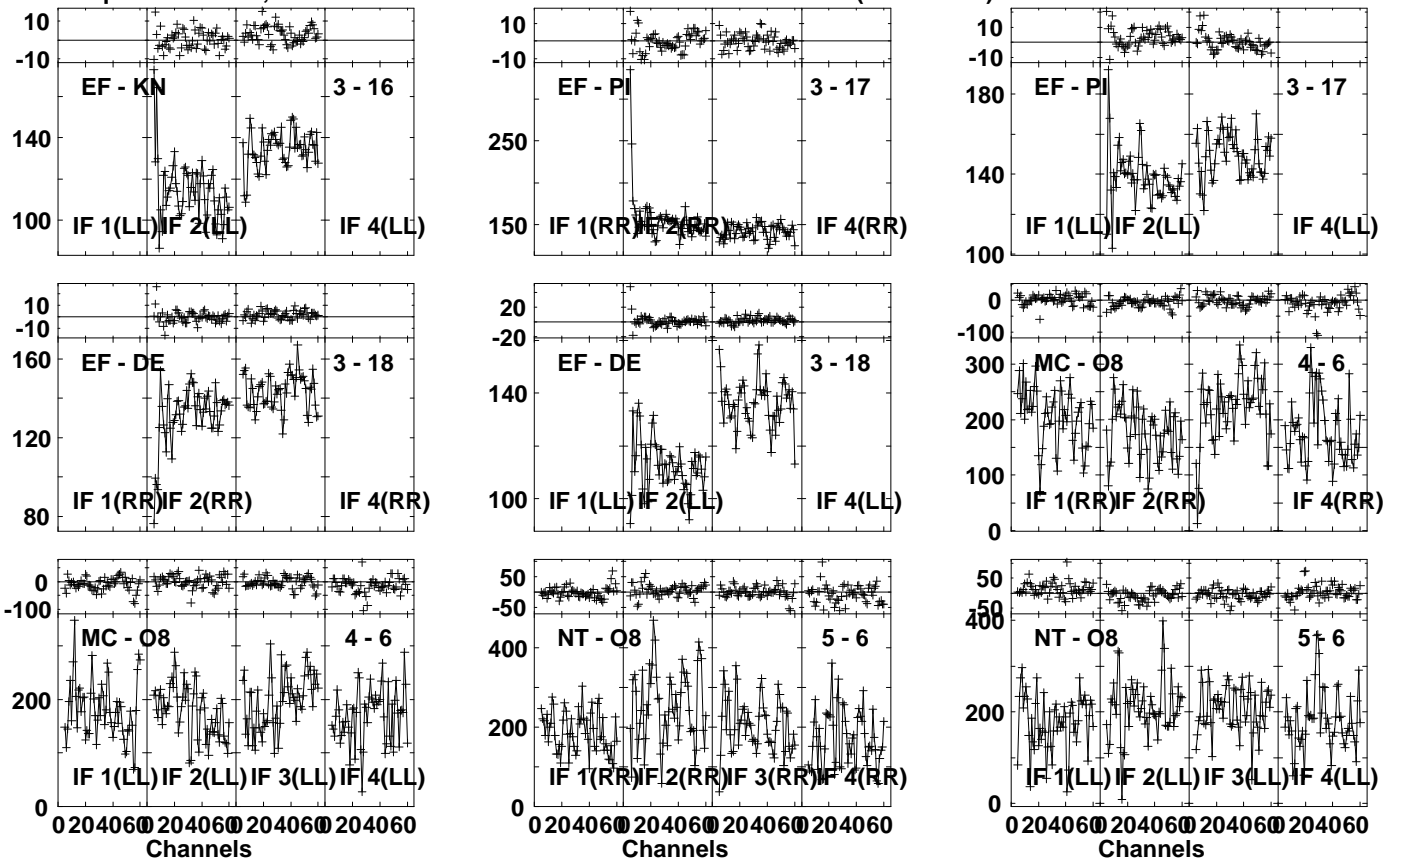 10
-10
EF - KN
3 - 16
140
100
IF 1(LL)
IF 2(LL)
IF 4(LL)
10
-10
EF - PI
3 - 17
250
150
IF 1(RR)
IF 2(RR)
IF 4(RR)
10
-10
EF - PI
3 - 17
180
140
100
IF 1(LL)
IF 2(LL)
IF 4(LL)
10
-10
EF - DE
3 - 18
160
120
80
IF 1(RR)
IF 2(RR)
IF 4(RR)
20
-20
EF - DE
3 - 18
140
100
IF 1(LL)
IF 2(LL)
IF 4(LL)
0
-100
MC - O8
4 - 6
300
200
100
0
IF 1(RR)
IF 2(RR)
IF 4(RR)
0
-100
MC - O8
4 - 6
200
0
IF 1(LL)
IF 2(LL)
IF 3(LL)
IF 4(LL)
0 204060 0 204060 0 204060 0 204060
Channels
50
-50
NT - O8
5 - 6
400
200
0
IF 1(RR)
IF 2(RR)
IF 3(RR)
IF 4(RR)
0 204060 0 204060 0 204060 0 204060
Channels
50
-50
NT - O8
5 - 6
400
200
0
IF 1(LL)
IF 2(LL)
IF 3(LL)
IF 4(LL)
0 204060 0 204060 0 204060 0 204060
Channels